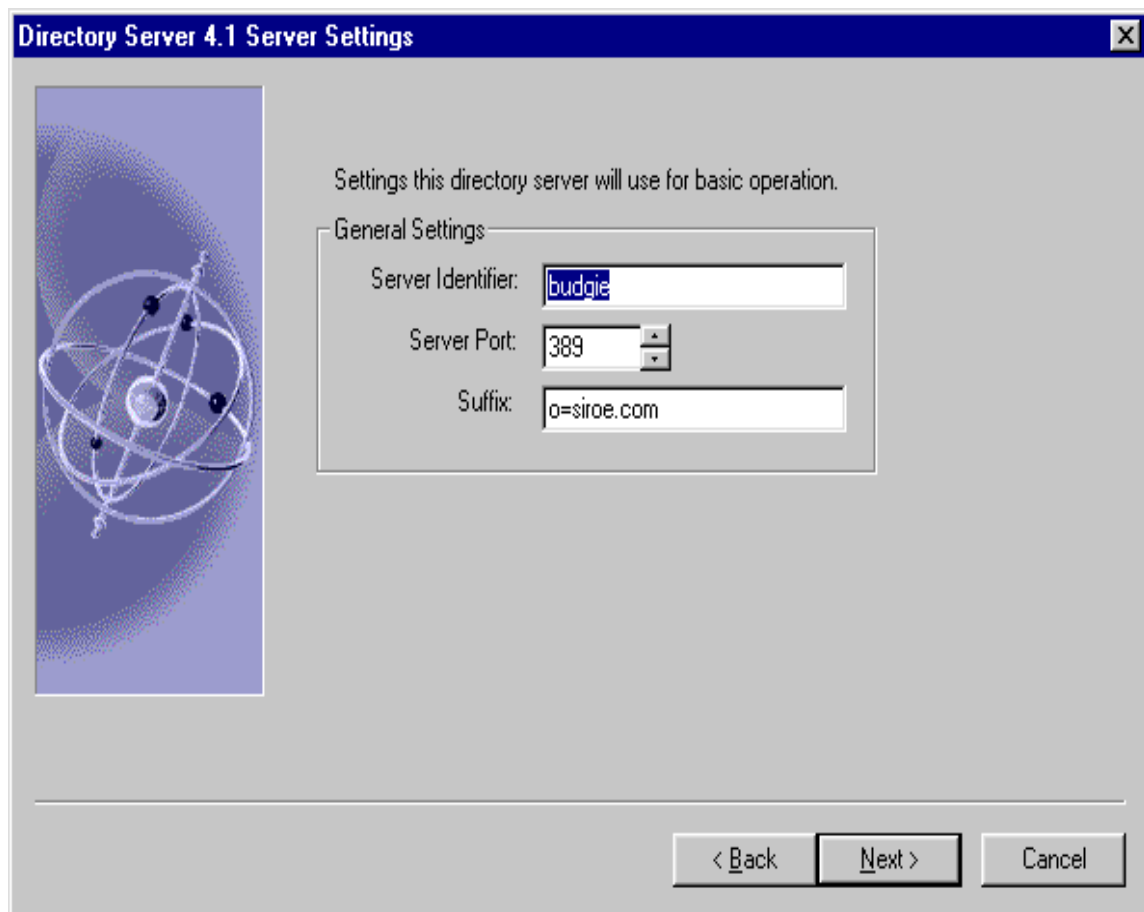 Directory Server 4.1 Server Settings
Settings this directory server will use for basic operation.
General Settings
Server Identifier: budgie
Server Port: 389
Suffix: o=siroe.com
< Back Next > Cancel